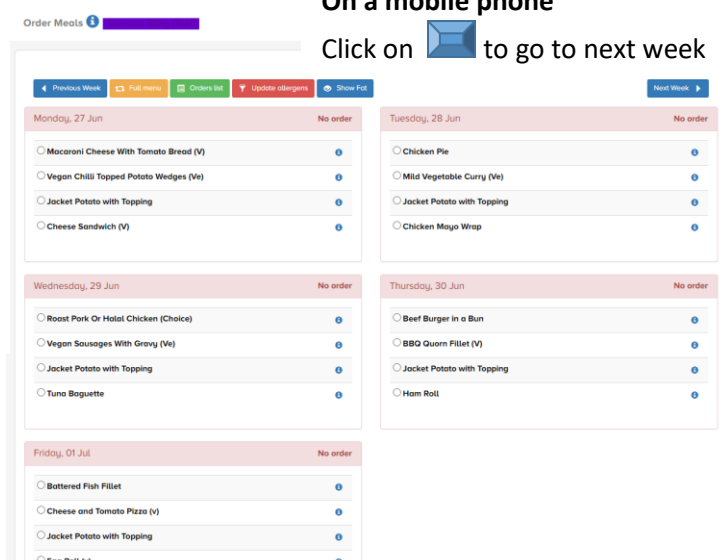 On a mobile phone
Order Meals
Click on to go to next week
Previous Week Full menu Orders list Update allergens Show Fot Next Week
Monday, 27 Jun No order
Macaroni Cheese With Tomato Bread (V)
Vegan Chilli Topped Potato Wedges (Ve)
Jacket Potato with Topping
Cheese Sandwich (V)
Tuesday, 28 Jun No order
Chicken Pie
Mild Vegetable Curry (Ve)
Jacket Potato with Topping
Chicken Mayo Wrap
Wednesday, 29 Jun No order
Roast Pork Or Halal Chicken (Choice)
Vegan Sausages With Gravy (Ve)
Jacket Potato with Topping
Tuna Baguette
Thursday, 30 Jun No order
Beef Burger in a Bun
BBQ Quorn Fillet (V)
Jacket Potato with Topping
Ham Roll
Friday, 01 Jul No order
Battered Fish Fillet
Cheese and Tomato Pizza (v)
Jacket Potato with Topping